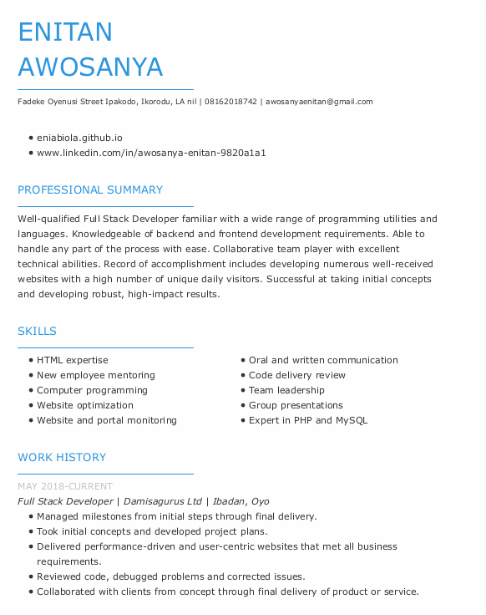 ENITAN
AWOSANYA
Fadeke Oyenusi Street Ipakodo, Ikorodu, LA nil | 08162018742 | awosanyaenitan@gmail.com
• eniabiola.github.io
• www.linkedin.com/in/awosanya-enitan-9820a1a1
PROFESSIONAL SUMMARY
Well-qualified Full Stack Developer familiar with a wide range of programming utilities and
languages. Knowledgeable of backend and frontend development requirements. Able to
handle any part of the process with ease. Collaborative team player with excellent
technical abilities. Record of accomplishment includes developing numerous well-received
websites with a high number of unique daily visitors. Successful at taking initial concepts
and developing robust, high-impact results.
SKILLS
• HTML expertise
• New employee mentoring
• Computer programming
• Website optimization
• Website and portal monitoring
• Oral and written communication
• Code delivery review
• Team leadership
• Group presentations
• Expert in PHP and MySQL
WORK HISTORY
MAY 2018-CURRENT
Full Stack Developer | Damisagurus Ltd | Ibadan, Oyo
• Managed milestones from initial steps through final delivery.
• Took initial concepts and developed project plans.
• Delivered performance-driven and user-centric websites that met all business
requirements.
• Reviewed code, debugged problems and corrected issues.
• Collaborated with clients from concept through final delivery of product or service.